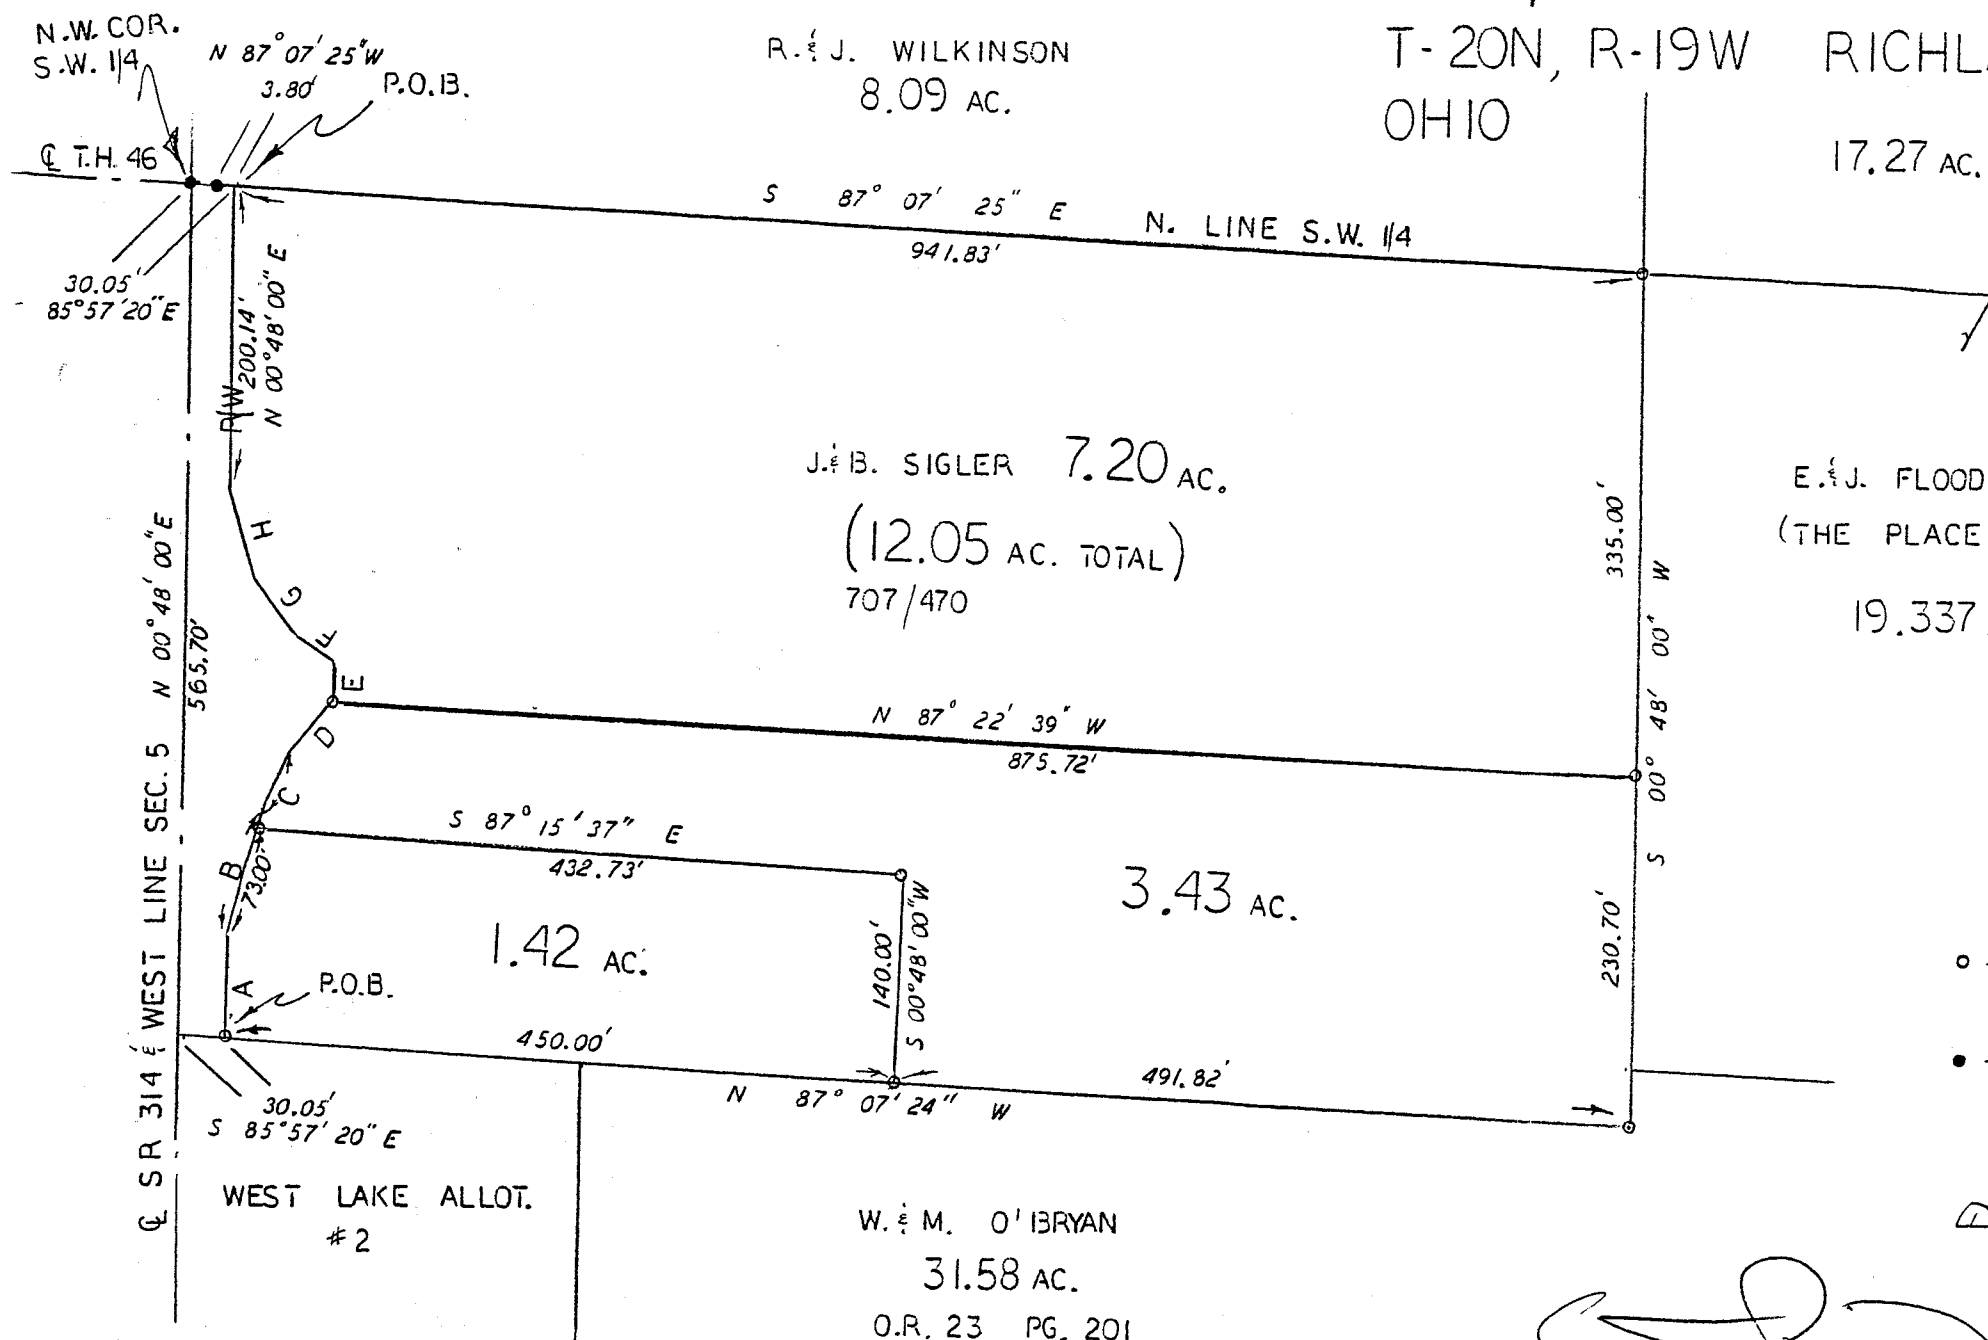 N.W. COR.
S.W. 1/4
N 87° 07' 25" W
3.80'
P.O.B.
R. & J. WILKINSON
8.09 AC.
T-20N, R-19W RICHL
OHIO
17.27 AC.
℄ T.H. 46
S 87° 07' 25" E
N. LINE S.W. 1/4
941.83'
30.05'
85°57'20" E
R/W
200.14'
N 00°48'00" E
J. & B. SIGLER 7.20 AC.
(12.05 AC. TOTAL)
707/470
335.00'
E. & J. FLOOD
(THE PLACE
19.337
H
G
F
E
D
C
B
73.00'
A
N 00°48'00" E
565.70'
℄ SR 314 & WEST LINE SEC. 5
N 87° 22' 39" W
875.72'
S 00° 48' 00" W
S 87° 15' 37" E
432.73'
3.43 AC.
1.42 AC.
140.00'
S 00°48'00" W
230.70'
P.O.B.
450.00'
491.82'
N 87° 07' 24" W
30.05'
S 85°57'20" E
WEST LAKE ALLOT.
#2
W. & M. O'BRYAN
31.58 AC.
O.R. 23 PG. 201